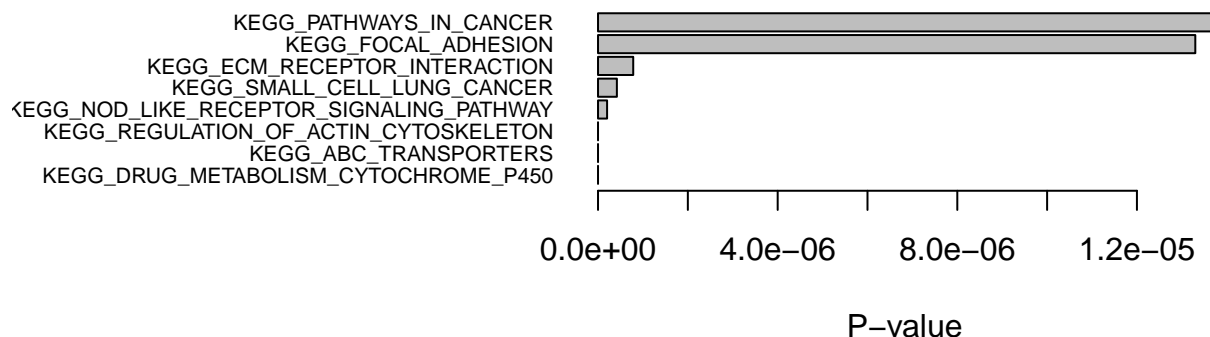 KEGG_PATHWAYS_IN_CANCER
KEGG_FOCAL_ADHESION
KEGG_ECM_RECEPTOR_INTERACTION
KEGG_SMALL_CELL_LUNG_CANCER
KEGG_NOD_LIKE_RECEPTOR_SIGNALING_PATHWAY
KEGG_REGULATION_OF_ACTIN_CYTOSKELETON
KEGG_ABC_TRANSPORTERS
KEGG_DRUG_METABOLISM_CYTOCHROME_P450
0.0e+00 4.0e−06 8.0e−06 1.2e−05
P−value